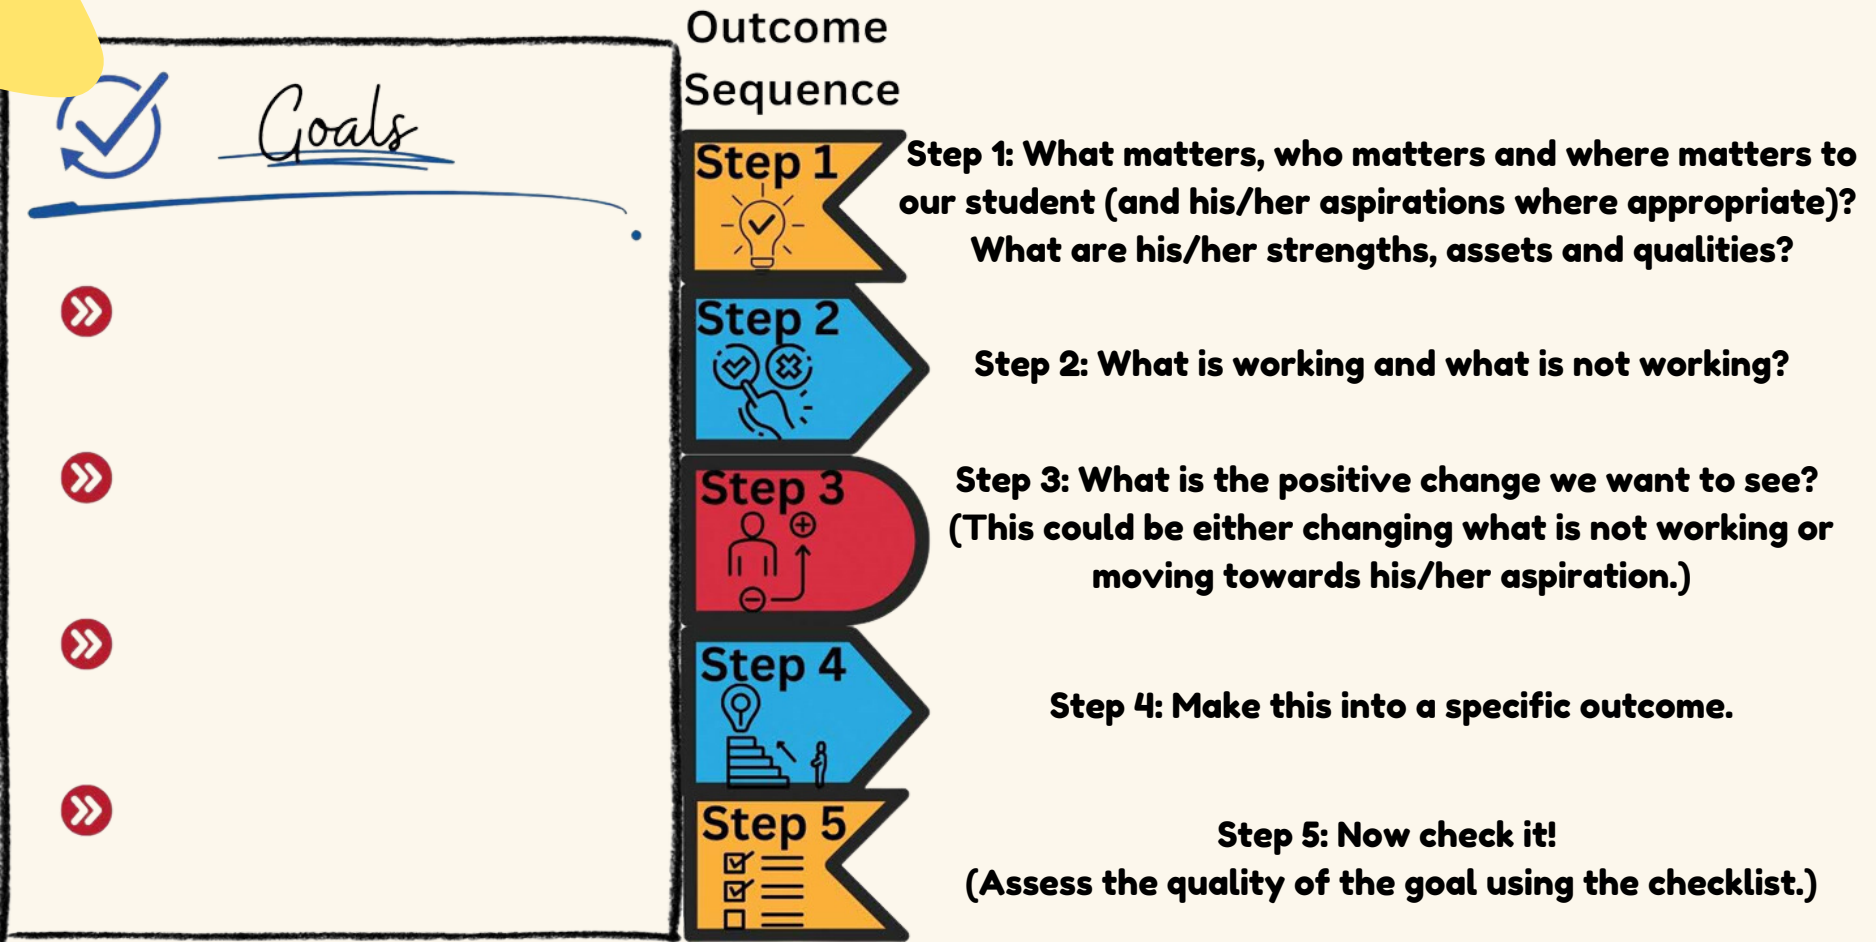 Goals
Outcome
Sequence
Step 1
Step 1: What matters, who matters and where matters to
our student (and his/her aspirations where appropriate)?
What are his/her strengths, assets and qualities?
Step 2
Step 2: What is working and what is not working?
Step 3
Step 3: What is the positive change we want to see?
(This could be either changing what is not working or
moving towards his/her aspiration.)
Step 4
Step 4: Make this into a specific outcome.
Step 5
Step 5: Now check it!
(Assess the quality of the goal using the checklist.)